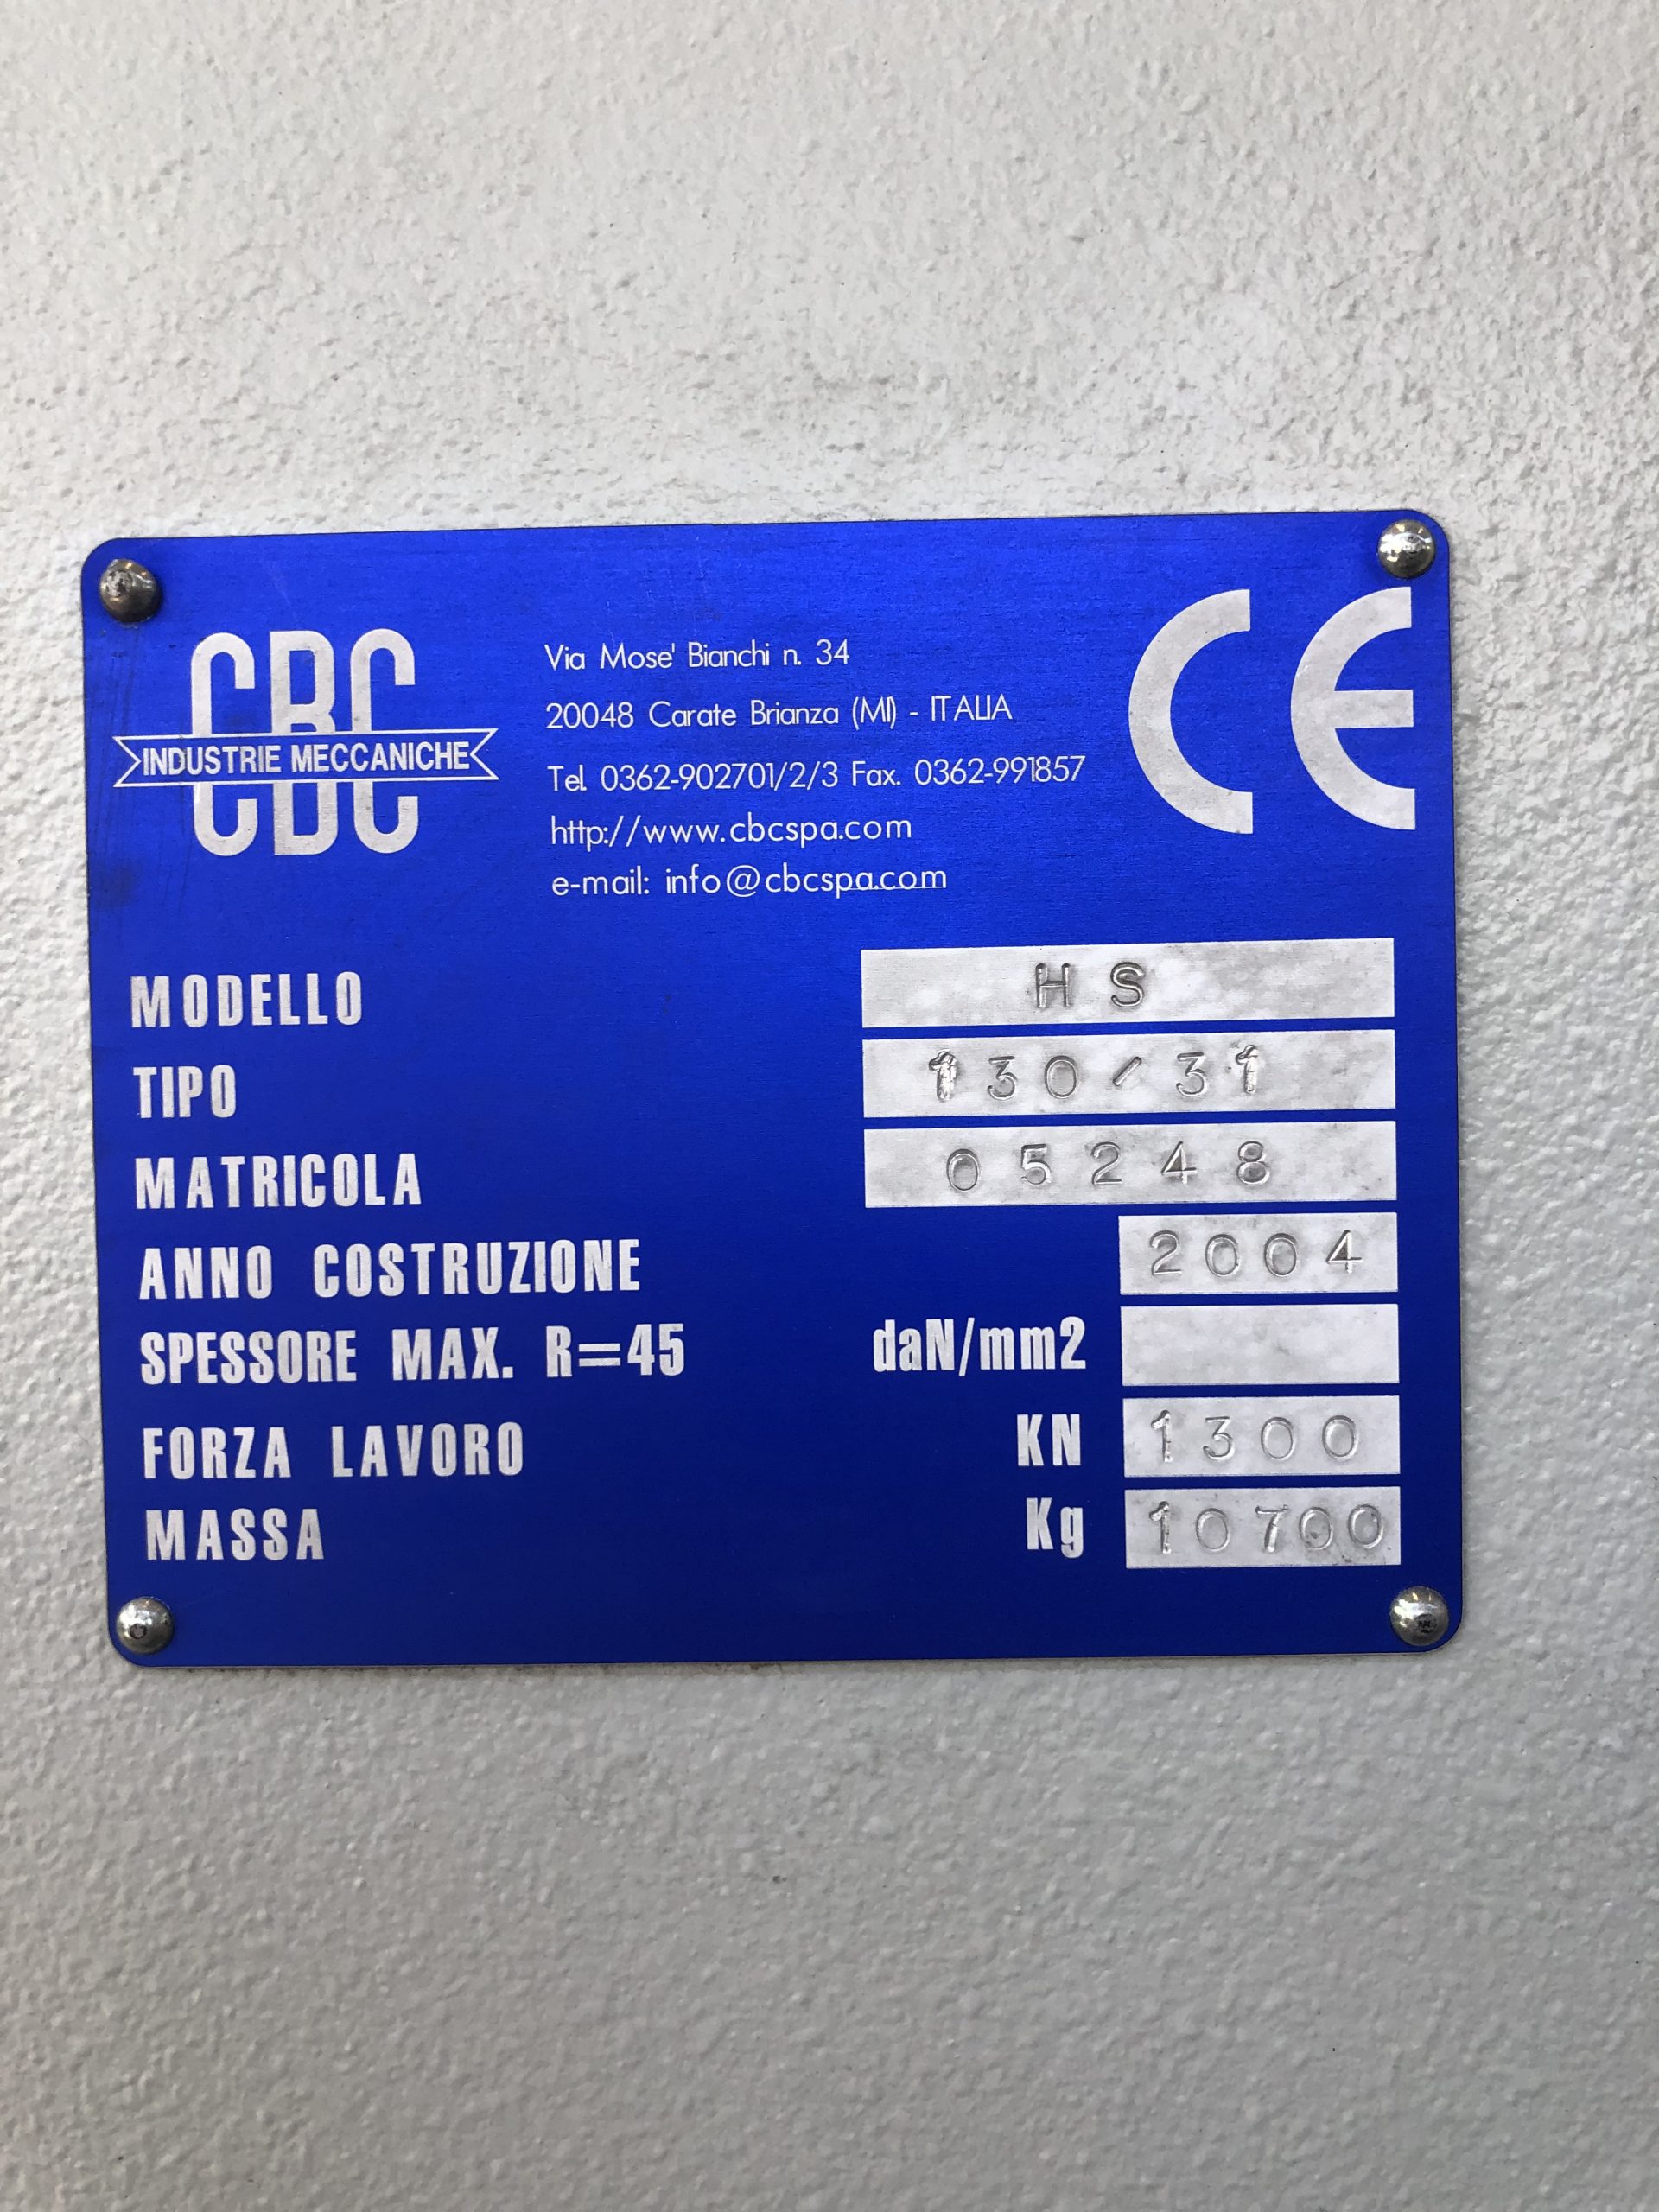 CBC
INDUSTRIE MECCANICHE
Via Mose' Bianchi n. 34
20048 Carate Brianza (MI) - ITALIA
Tel. 0362-902701/2/3 Fax. 0362-991857
http://www.cbcspa.com
e-mail: info@cbcspa.com
CE
MODELLO HS
TIPO 130/31
MATRICOLA 05248
ANNO COSTRUZIONE 2004
SPESSORE MAX. R=45 daN/mm2
FORZA LAVORO KN 1300
MASSA Kg 10700